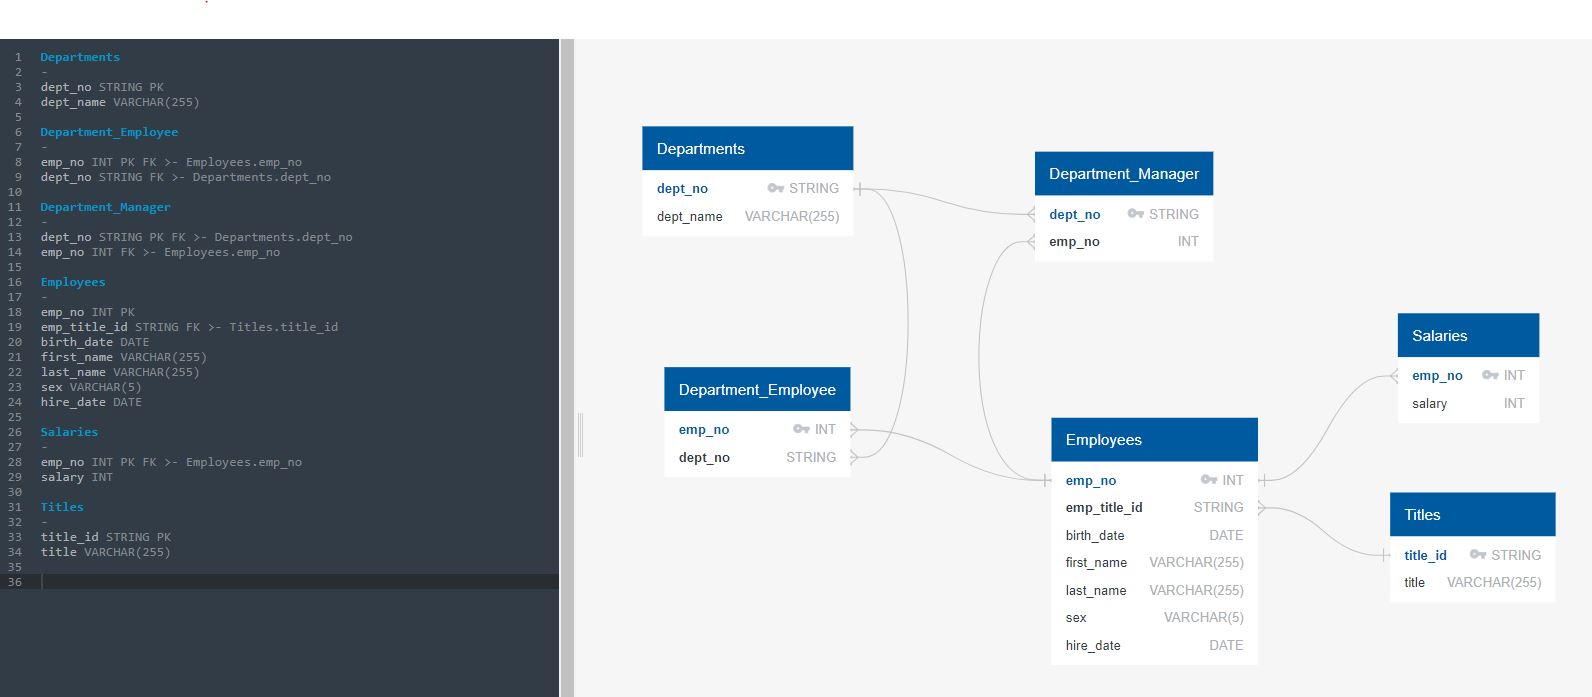 1 Departments
2 -
3 dept_no STRING PK
4 dept_name VARCHAR(255)
5
6 Department_Employee
7 -
8 emp_no INT PK FK >- Employees.emp_no
9 dept_no STRING FK >- Departments.dept_no
10
11 Department_Manager
12 -
13 dept_no STRING PK FK >- Departments.dept_no
14 emp_no INT FK >- Employees.emp_no
15
16 Employees
17 -
18 emp_no INT PK
19 emp_title_id STRING FK >- Titles.title_id
20 birth_date DATE
21 first_name VARCHAR(255)
22 last_name VARCHAR(255)
23 sex VARCHAR(5)
24 hire_date DATE
25
26 Salaries
27 -
28 emp_no INT PK FK >- Employees.emp_no
29 salary INT
30
31 Titles
32 -
33 title_id STRING PK
34 title VARCHAR(255)
35
36
Departments
dept_no STRING
dept_name VARCHAR(255)
Department_Manager
dept_no STRING
emp_no INT
Salaries
emp_no INT
salary INT
Department_Employee
emp_no INT
dept_no STRING
Employees
emp_no INT
emp_title_id STRING
birth_date DATE
first_name VARCHAR(255)
last_name VARCHAR(255)
sex VARCHAR(5)
hire_date DATE
Titles
title_id STRING
title VARCHAR(255)